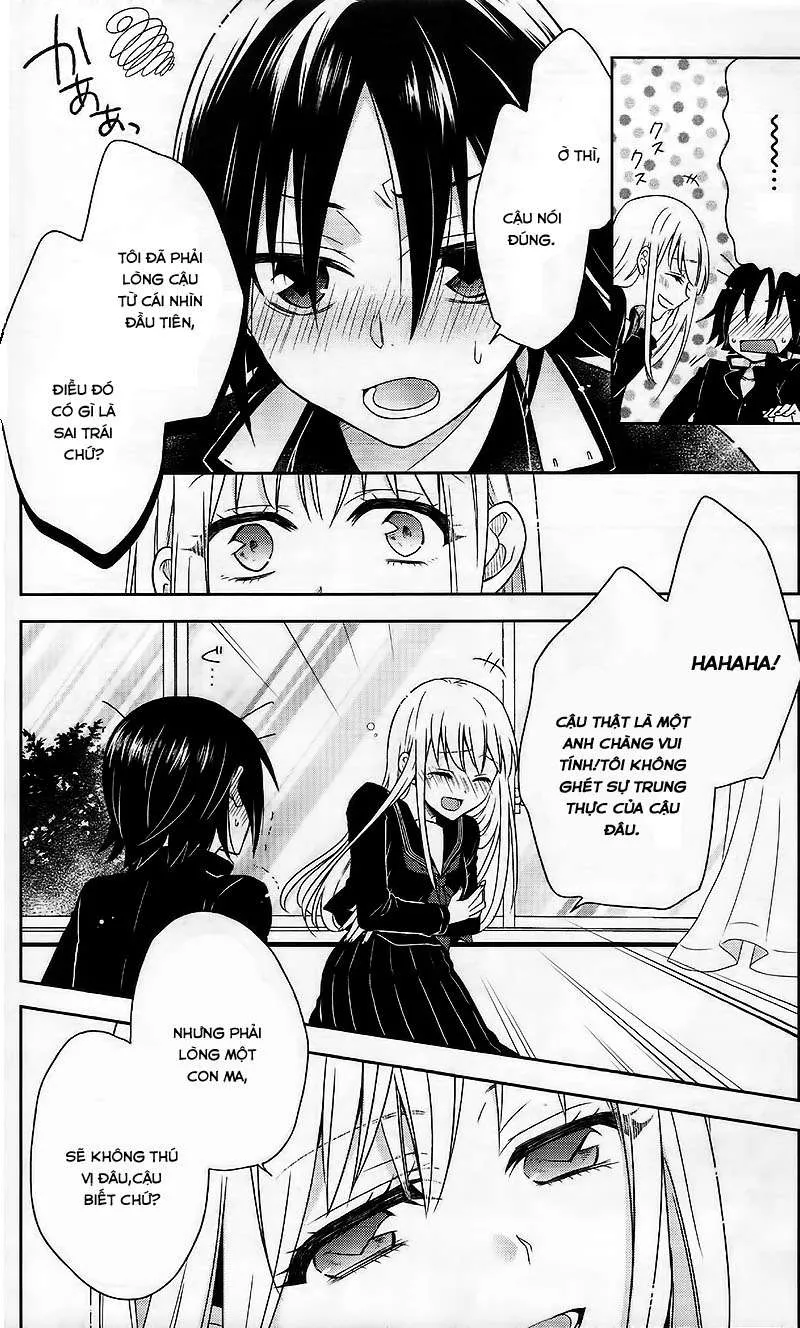 クス
クス
Ờ THÌ,
CẬU NÓI
ĐÚNG.
かあぁっ
TÔI ĐÃ PHẢI
LÒNG CẬU
TỪ CÁI NHÌN
ĐẦU TIÊN,
ĐIỀU ĐÓ
CÓ GÌ LÀ
SAI TRÁI
CHỨ?
HAHAHA!
CẬU THẬT LÀ MỘT
ANH CHÀNG VUI
TÍNH!TÔI KHÔNG
GHÉT SỰ TRUNG
THỰC CỦA CẬU
ĐÂU.
NHƯNG PHẢI
LÒNG MỘT
CON MA,
SẼ KHÔNG THÚ
VỊ ĐÂU,CẬU
BIẾT CHỨ?